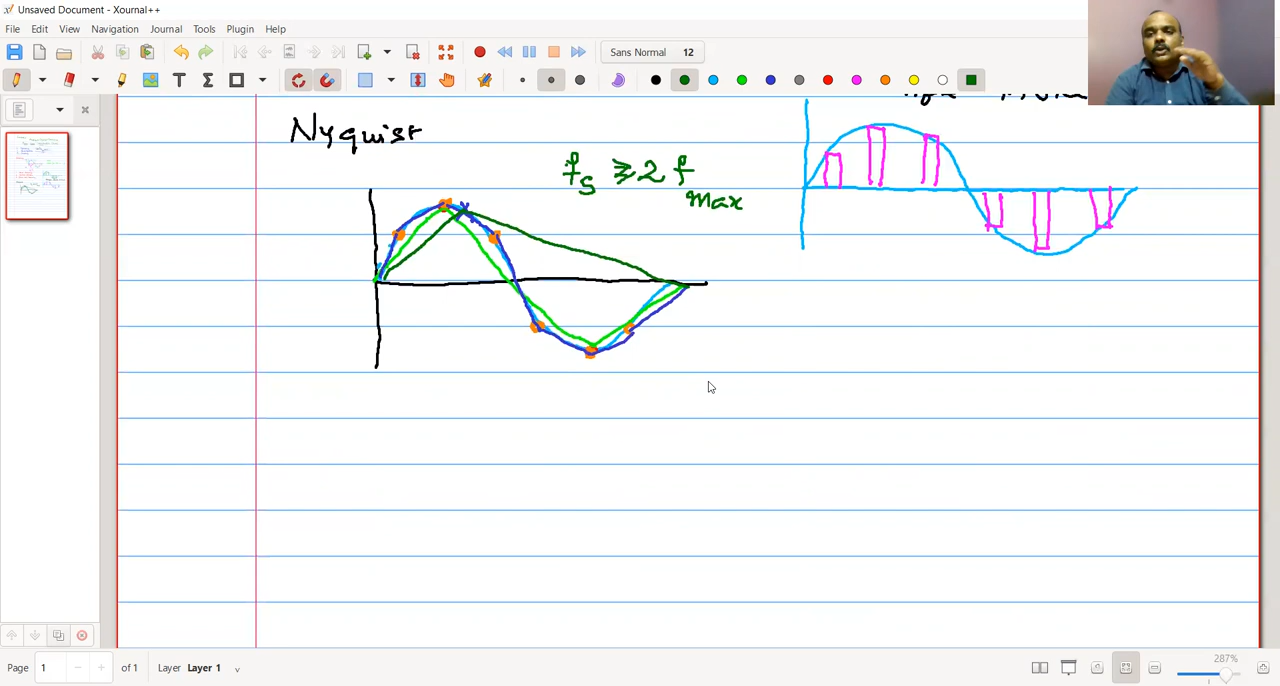 Unsaved Document - Xournal++
File Edit View Navigation Journal Tools Plugin Help
Sans Normal 12
Nyquist
fs ≥ 2 f max
Page 1 of 1 Layer Layer 1
287%